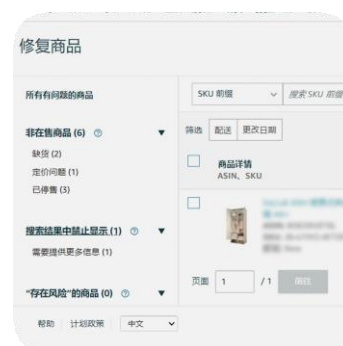 修复商品
所有有问题的商品
SKU 前缀
搜索 SKU 前缀
非在售商品 (6)
筛选 配送 更改日期
缺货 (2)
定价问题 (1)
已停售 (3)
商品详情
ASIN、SKU
搜索结果中禁止显示 (1)
需要提供更多信息 (1)
页面 1 / 1 前往
“存在风险”的商品 (0)
帮助 计划政策 中文